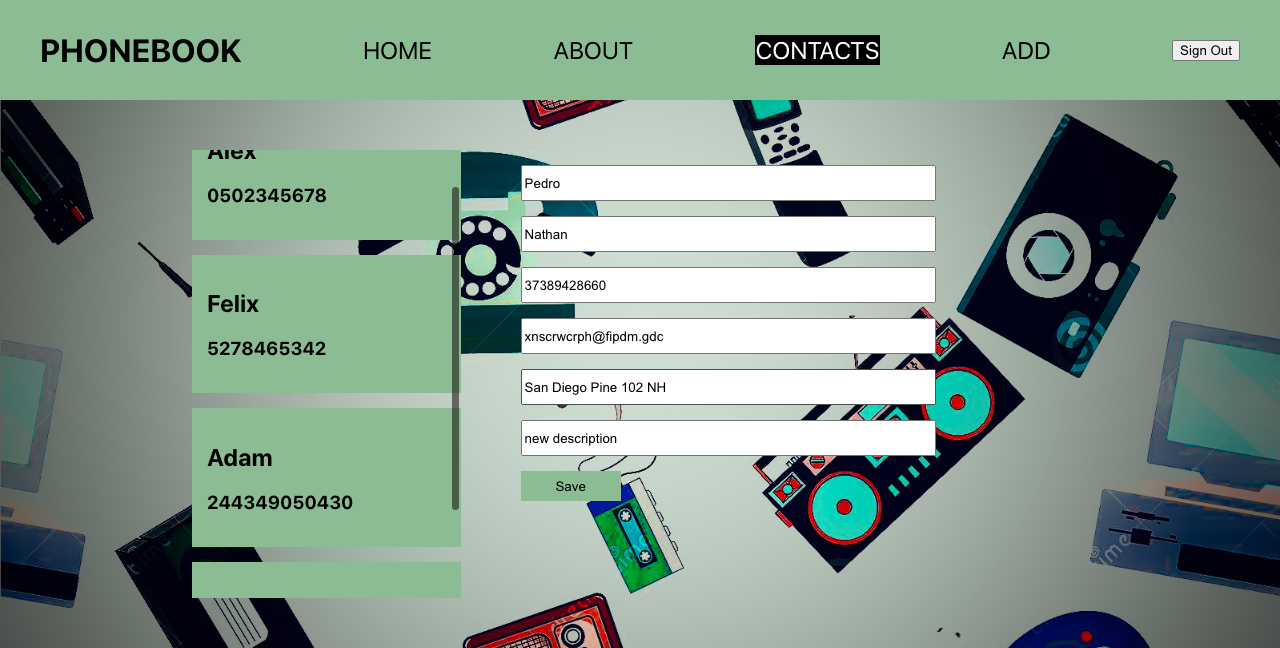 PHONEBOOK
HOME
ABOUT
CONTACTS
ADD
Sign Out
Alex
0502345678
Felix
5278465342
Adam
244349050430
Pedro
Nathan
37389428660
xnscrwcrph@fipdm.gdc
San Diego Pine 102 NH
new description
Save